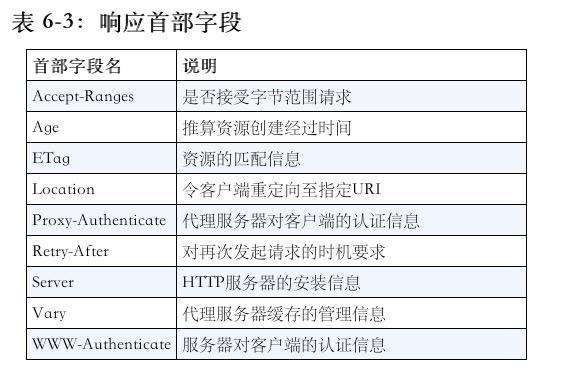 表 6-3：响应首部字段
首部字段名 说明
Accept-Ranges 是否接受字节范围请求
Age 推算资源创建经过时间
ETag 资源的匹配信息
Location 令客户端重定向至指定URI
Proxy-Authenticate 代理服务器对客户端的认证信息
Retry-After 对再次发起请求的时机要求
Server HTTP服务器的安装信息
Vary 代理服务器缓存的管理信息
WWW-Authenticate 服务器对客户端的认证信息